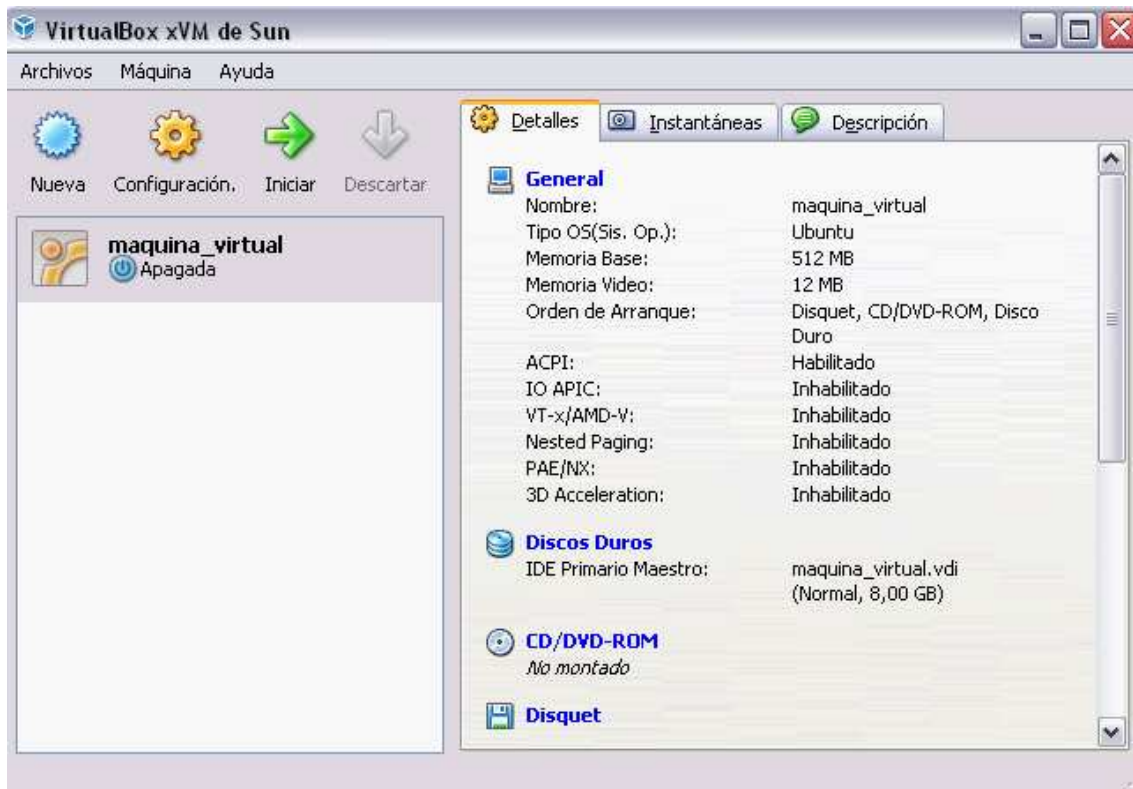 VirtualBox xVM de Sun
Archivos Máquina Ayuda
Nueva Configuración. Iniciar Descartar
maquina_virtual
Apagada
Detalles Instantáneas Descripción
General
Nombre: maquina_virtual
Tipo OS(Sis. Op.): Ubuntu
Memoria Base: 512 MB
Memoria Video: 12 MB
Orden de Arranque: Disquet, CD/DVD-ROM, Disco
Duro
ACPI: Habilitado
IO APIC: Inhabilitado
VT-x/AMD-V: Inhabilitado
Nested Paging: Inhabilitado
PAE/NX: Inhabilitado
3D Acceleration: Inhabilitado
Discos Duros
IDE Primario Maestro: maquina_virtual.vdi
(Normal, 8,00 GB)
CD/DVD-ROM
No montado
Disquet